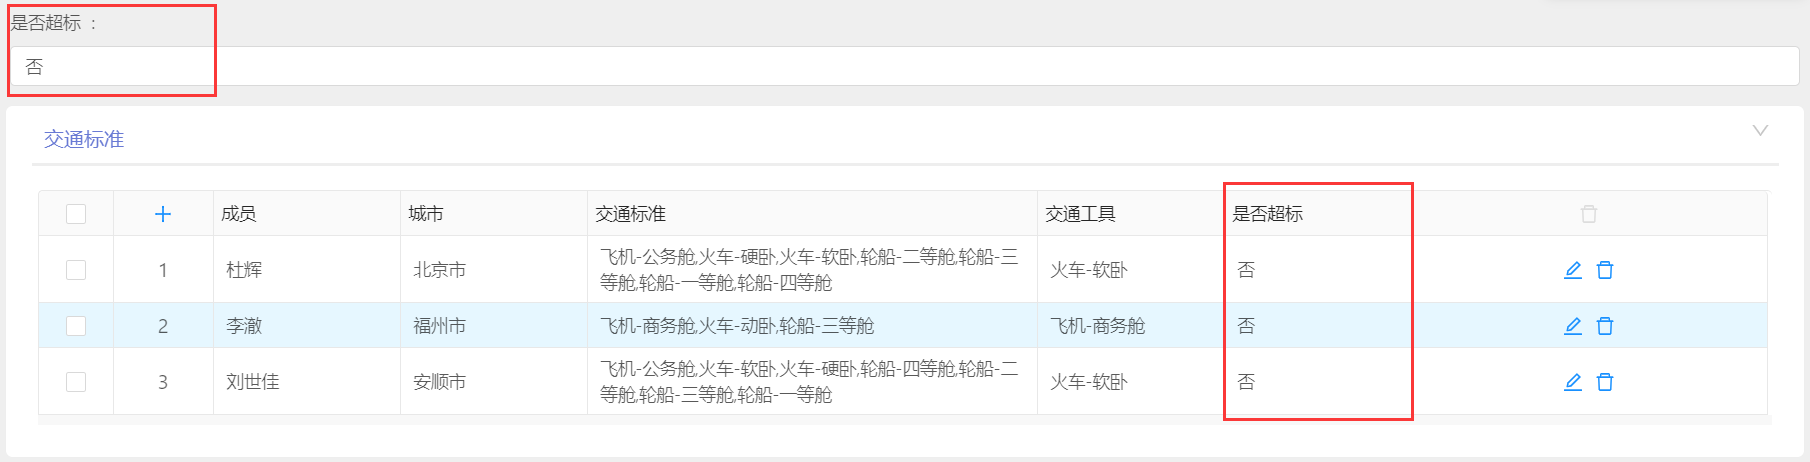 是否超标 :
否
交通标准
成员 城市 交通标准 交通工具 是否超标
1 杜辉 北京市 飞机-公务舱,火车-硬卧,火车-软卧,轮船-二等舱,轮船-三
等舱,轮船-一等舱,轮船-四等舱 火车-软卧 否
2 李澈 福州市 飞机-商务舱,火车-动卧,轮船-三等舱 飞机-商务舱 否
3 刘世佳 安顺市 飞机-公务舱,火车-软卧,火车-硬卧,轮船-四等舱,轮船-二
等舱,轮船-三等舱,轮船-一等舱 火车-软卧 否